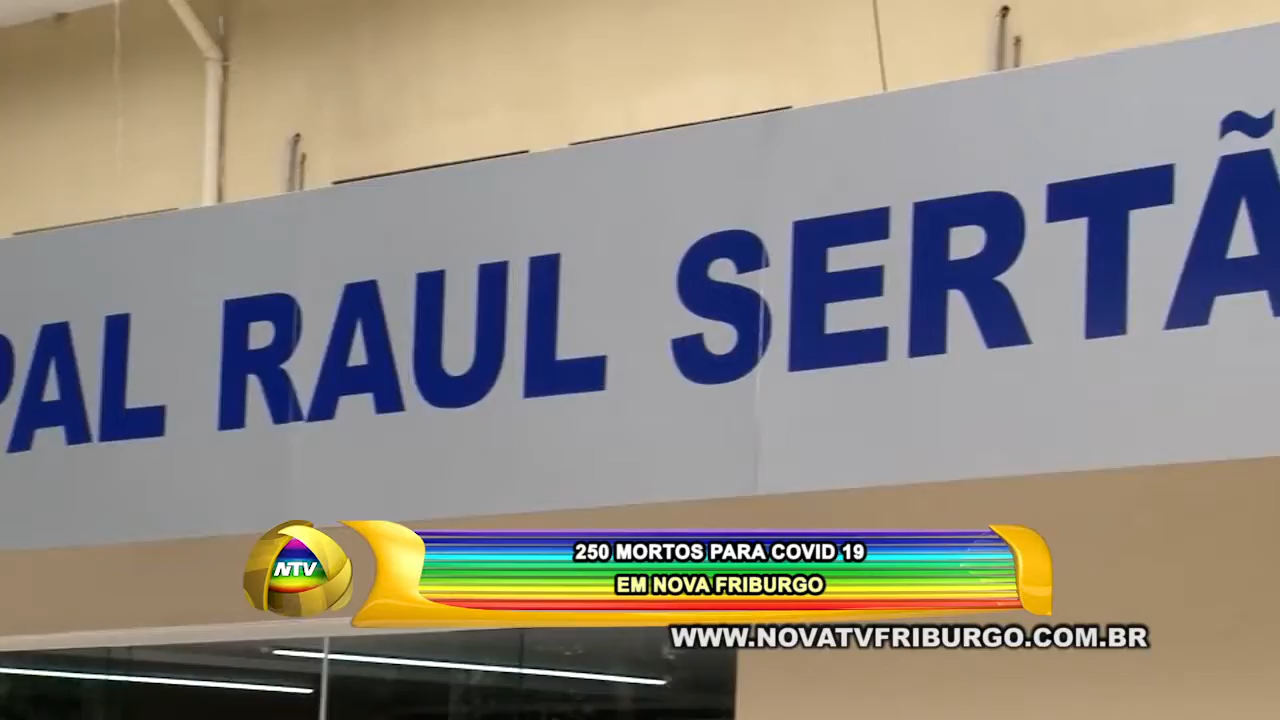 PAL RAUL SERTÃ
NTV
250 MORTOS PARA COVID 19
EM NOVA FRIBURGO
WWW.NOVATVFRIBURGO.COM.BR